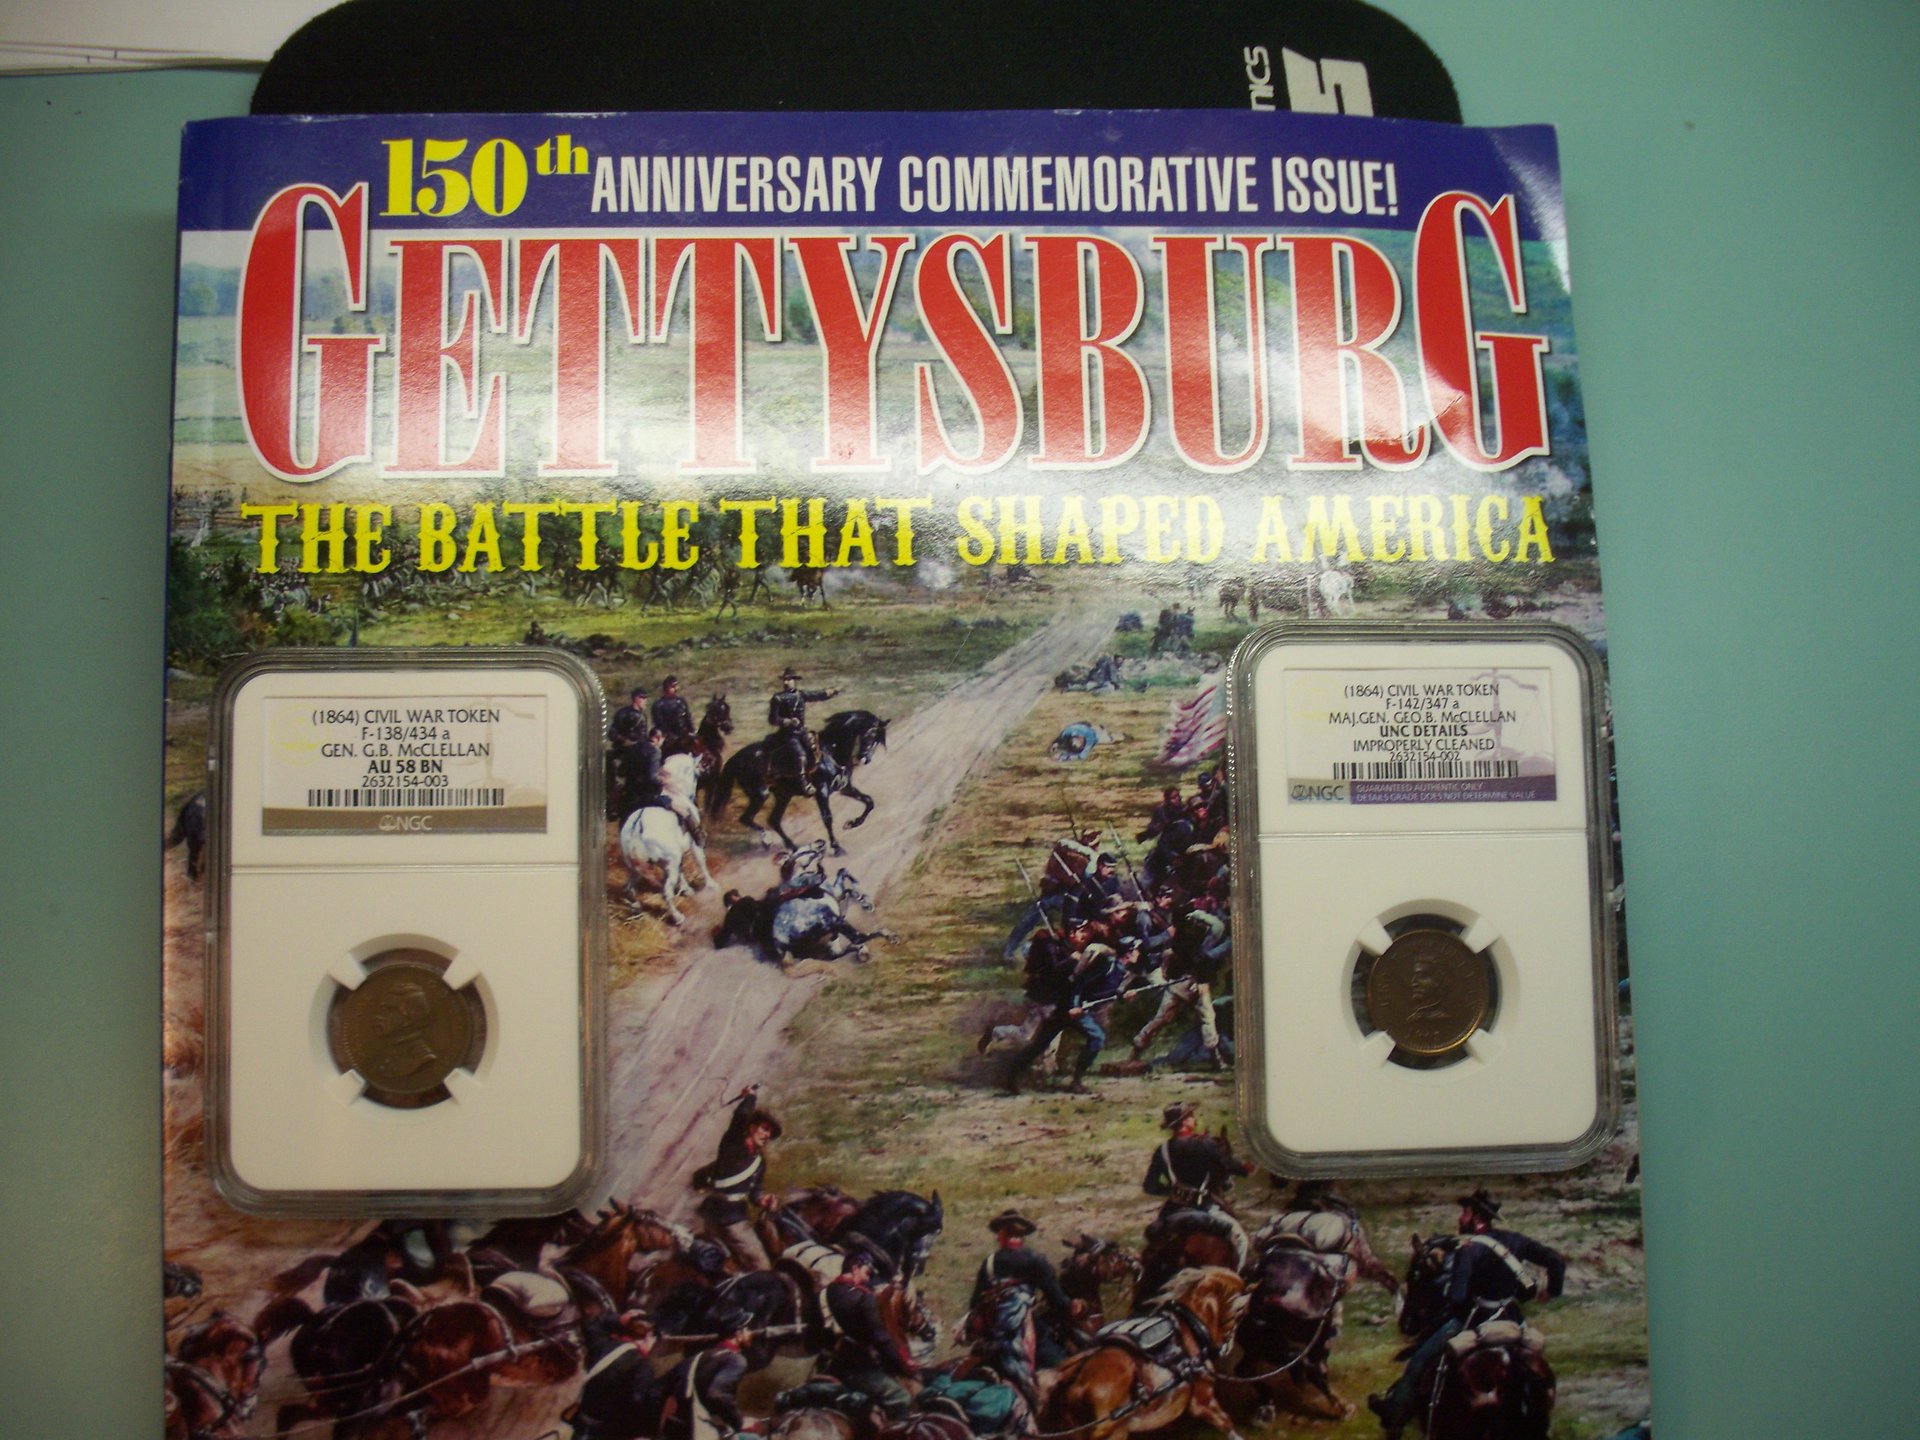 NICS
150th ANNIVERSARY COMMEMORATIVE ISSUE!
GETTYSBURG
THE BATTLE THAT SHAPED AMERICA
(1864) CIVIL WAR TOKEN
F-138/434 a
GEN. G.B. McCLELLAN
AU 58 BN
2632154-003
NGC
(1864) CIVIL WAR TOKEN
F-142/347 a
MAJ.GEN. GEO.B. McCLELLAN
UNC DETAILS
IMPROPERLY CLEANED
2632154-002
NGC
GUARANTEED AUTHENTIC ONLY
DETAILS GRADE DOES NOT DETERMINE VALUE